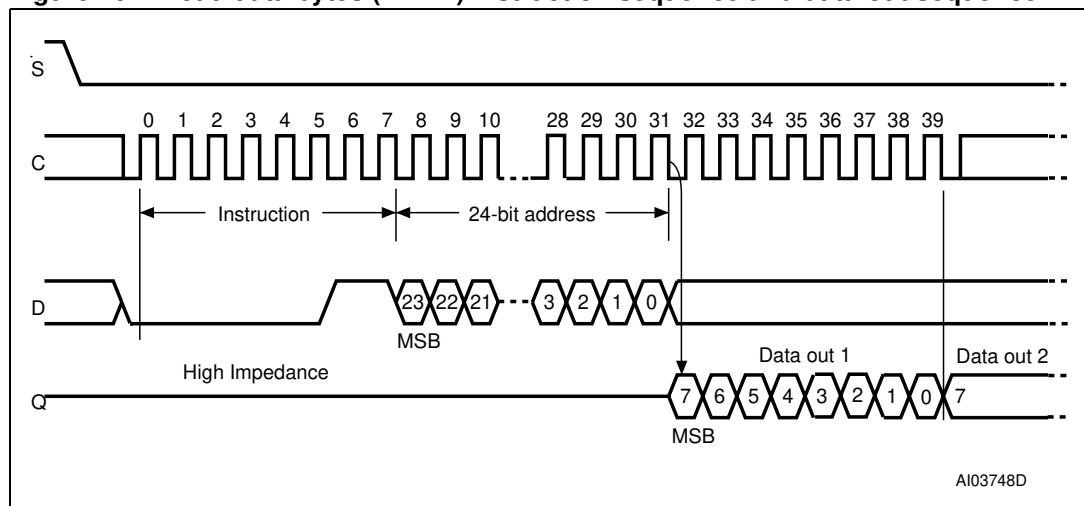 S
0 1 2 3 4 5 6 7 8 9 10 28 29 30 31 32 33 34 35 36 37 38 39
C
Instruction 24-bit address
D
23 22 21 3 2 1 0
MSB
High Impedance Data out 1 Data out 2
Q
7 6 5 4 3 2 1 0 7
MSB
AI03748D